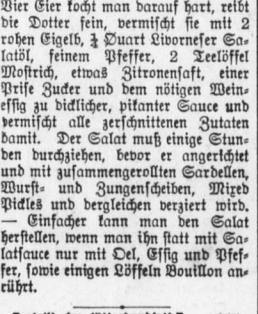 Vier Eier kocht man darauf hart, reibt
die Dotter fein, vermischt sie mit 2
rohen Eigelb, ¼ Quart Livorneser Sa-
latöl, feinem Pfeffer, 2 Teelöffel
Mostrich, etwas Zitronensaft, einer
Prise Zucker und dem nötigen Wein-
essig zu dicklicher, pikanter Sauce und
vermischt alle zerschnittenen Zutaten
damit. Der Salat muß einige Stun-
den durchziehen, bevor er angerichtet
und mit zusammengerollten Sardellen,
Wurst- und Zungenscheiben, Mixed
Pickles und dergleichen verziert wird.
— Einfacher kann man den Salat
herstellen, wenn man ihn statt mit Sa-
latsauce nur mit Oel, Essig und Pfef-
fer, sowie einigen Löffeln Bouillon an-
rührt.